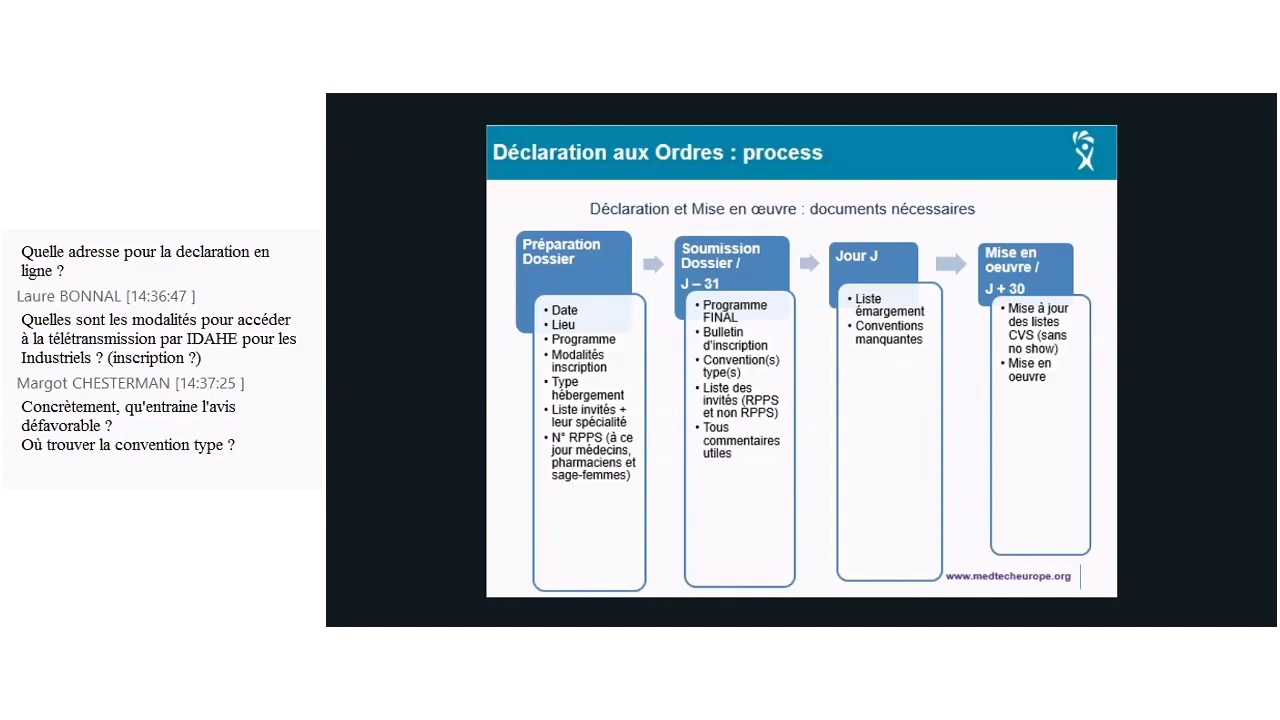 Quelle adresse pour la declaration en
ligne ?
Laure BONNAL [14:36:47 ]
Quelles sont les modalités pour accéder
à la télétransmission par IDAHE pour les
Industriels ? (inscription ?)
Margot CHESTERMAN [14:37:25 ]
Concrètement, qu'entraine l'avis
défavorable ?
Où trouver la convention type ?
Déclaration aux Ordres : process
Déclaration et Mise en œuvre : documents nécessaires
Préparation
Dossier
• Date
• Lieu
• Programme
• Modalités
inscription
• Type
hébergement
• Liste invités +
leur spécialité
• N° RPPS (à ce
jour médecins,
pharmaciens et
sage-femmes)
Soumission
Dossier /
J – 31
• Programme
FINAL
• Bulletin
d'inscription
• Convention(s)
type(s)
• Liste des
invités (RPPS
et non RPPS)
• Tous
commentaires
utiles
Jour J
• Liste
émargement
• Conventions
manquantes
Mise en
oeuvre /
J + 30
• Mise à jour
des listes
CVS (sans
no show)
• Mise en
oeuvre
www.medtecheurope.org